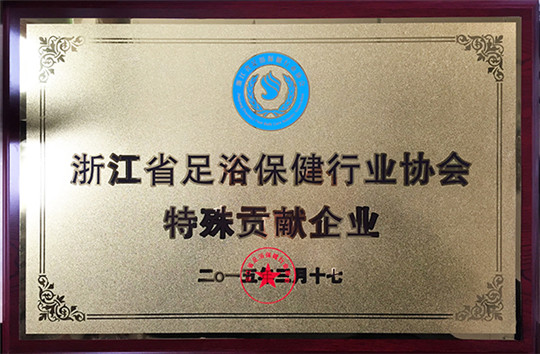 浙江省足浴保健行业协会
特殊贡献企业
二〇一五年三月十七